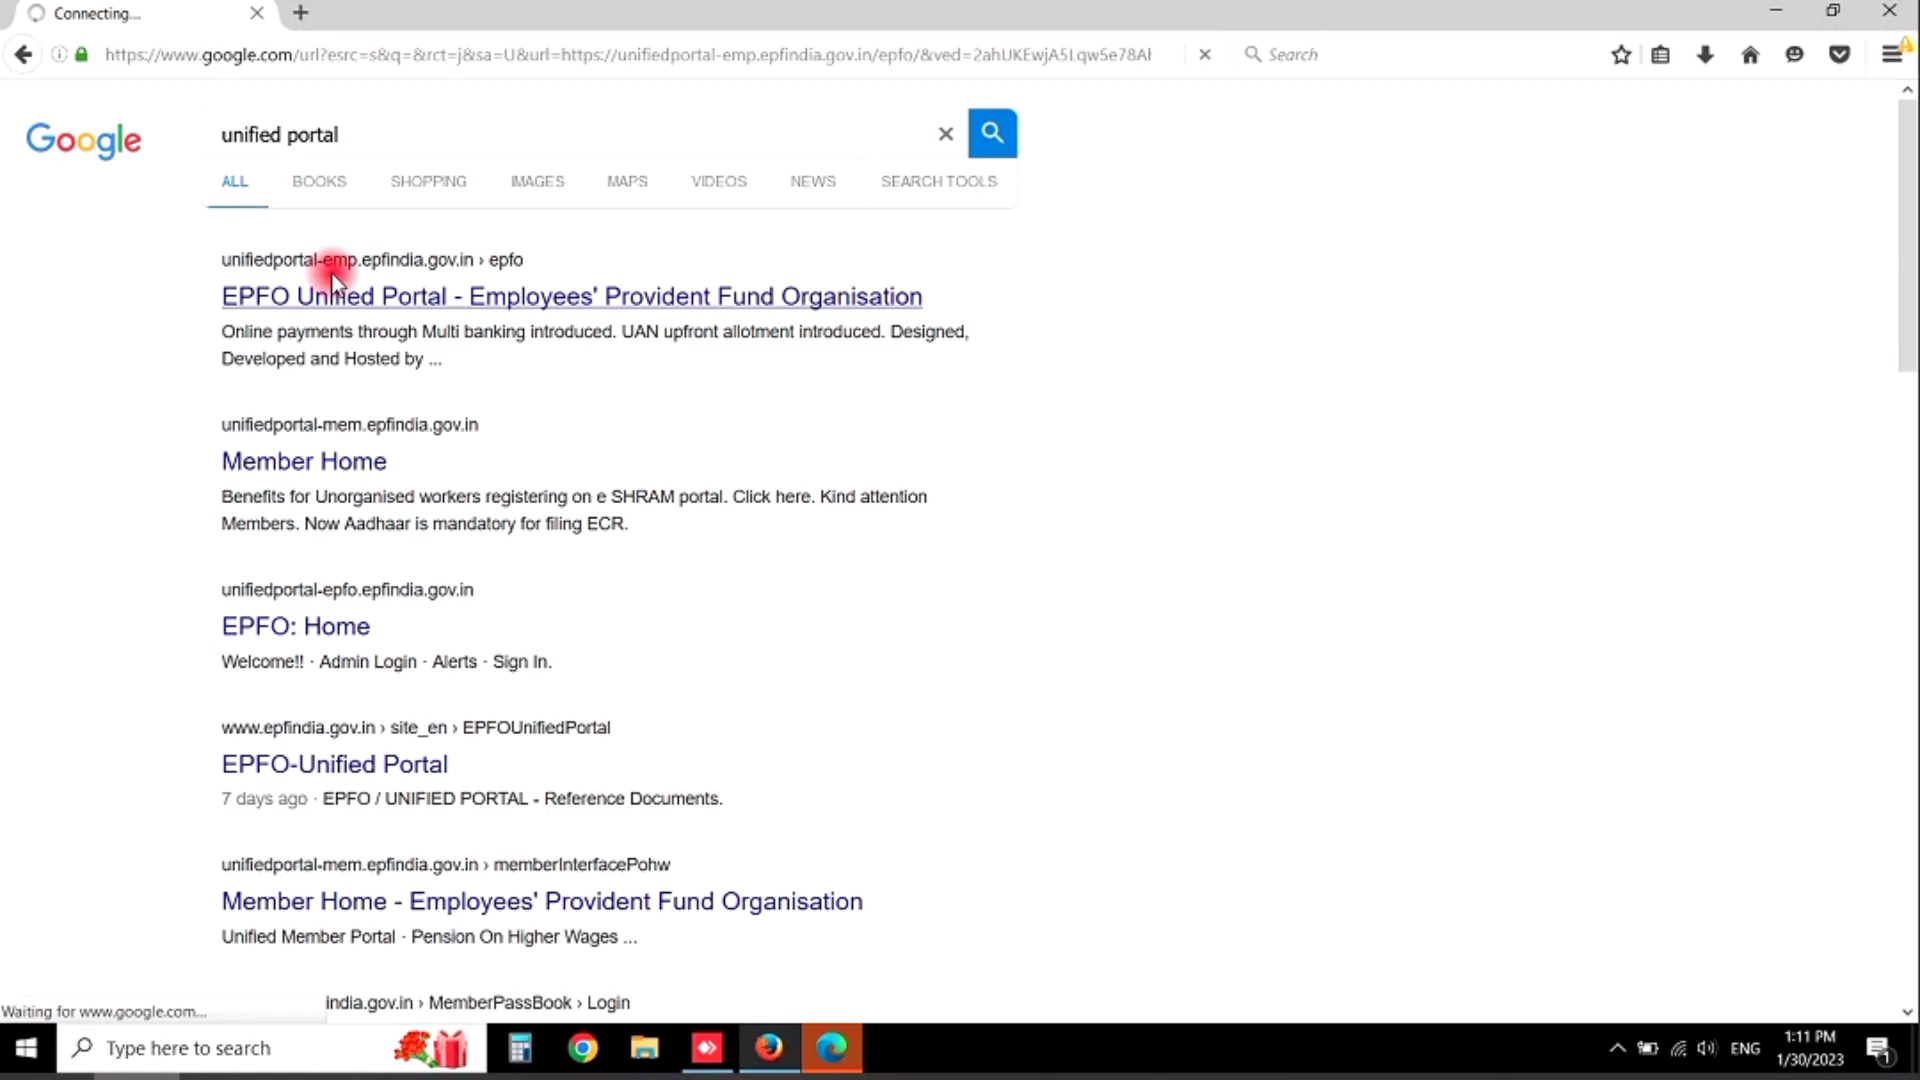 Connecting...
https://www.google.com/url?esrc=s&q=&rct=j&sa=U&url=https://unifiedportal-emp.epfindia.gov.in/epfo/&ved=2ahUKEwjA5Lqw5e78Ah
Search
Google
unified portal
ALL BOOKS SHOPPING IMAGES MAPS VIDEOS NEWS SEARCH TOOLS
unifiedportal-emp.epfindia.gov.in › epfo
EPFO Unified Portal - Employees' Provident Fund Organisation
Online payments through Multi banking introduced. UAN upfront allotment introduced. Designed,
Developed and Hosted by ...
unifiedportal-mem.epfindia.gov.in
Member Home
Benefits for Unorganised workers registering on e SHRAM portal. Click here. Kind attention
Members. Now Aadhaar is mandatory for filing ECR.
unifiedportal-epfo.epfindia.gov.in
EPFO: Home
Welcome!! · Admin Login · Alerts · Sign In.
www.epfindia.gov.in › site_en › EPFOUnifiedPortal
EPFO-Unified Portal
7 days ago · EPFO / UNIFIED PORTAL - Reference Documents.
unifiedportal-mem.epfindia.gov.in › memberInterfacePohw
Member Home - Employees' Provident Fund Organisation
Unified Member Portal · Pension On Higher Wages ...
india.gov.in › MemberPassBook › Login
Waiting for www.google.com...
Type here to search
ENG
1:11 PM
1/30/2023
1